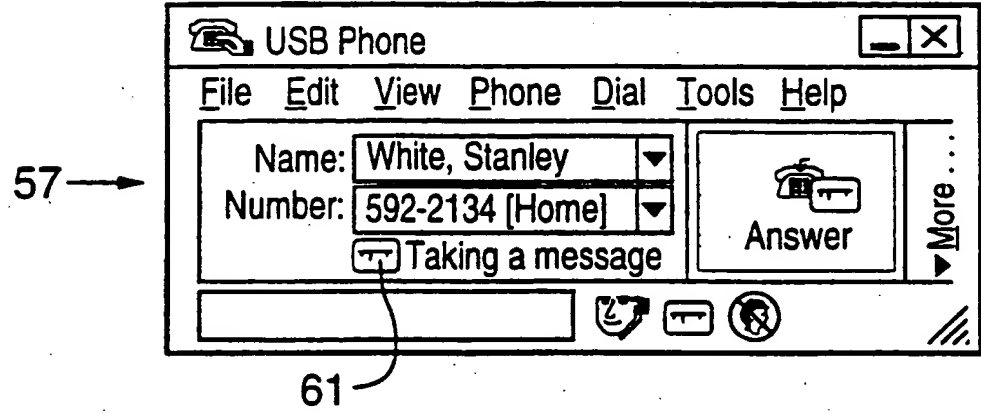 USB Phone
File Edit View Phone Dial Tools Help
Name: White, Stanley
Number: 592-2134 [Home]
Taking a message
Answer
More...
57
61